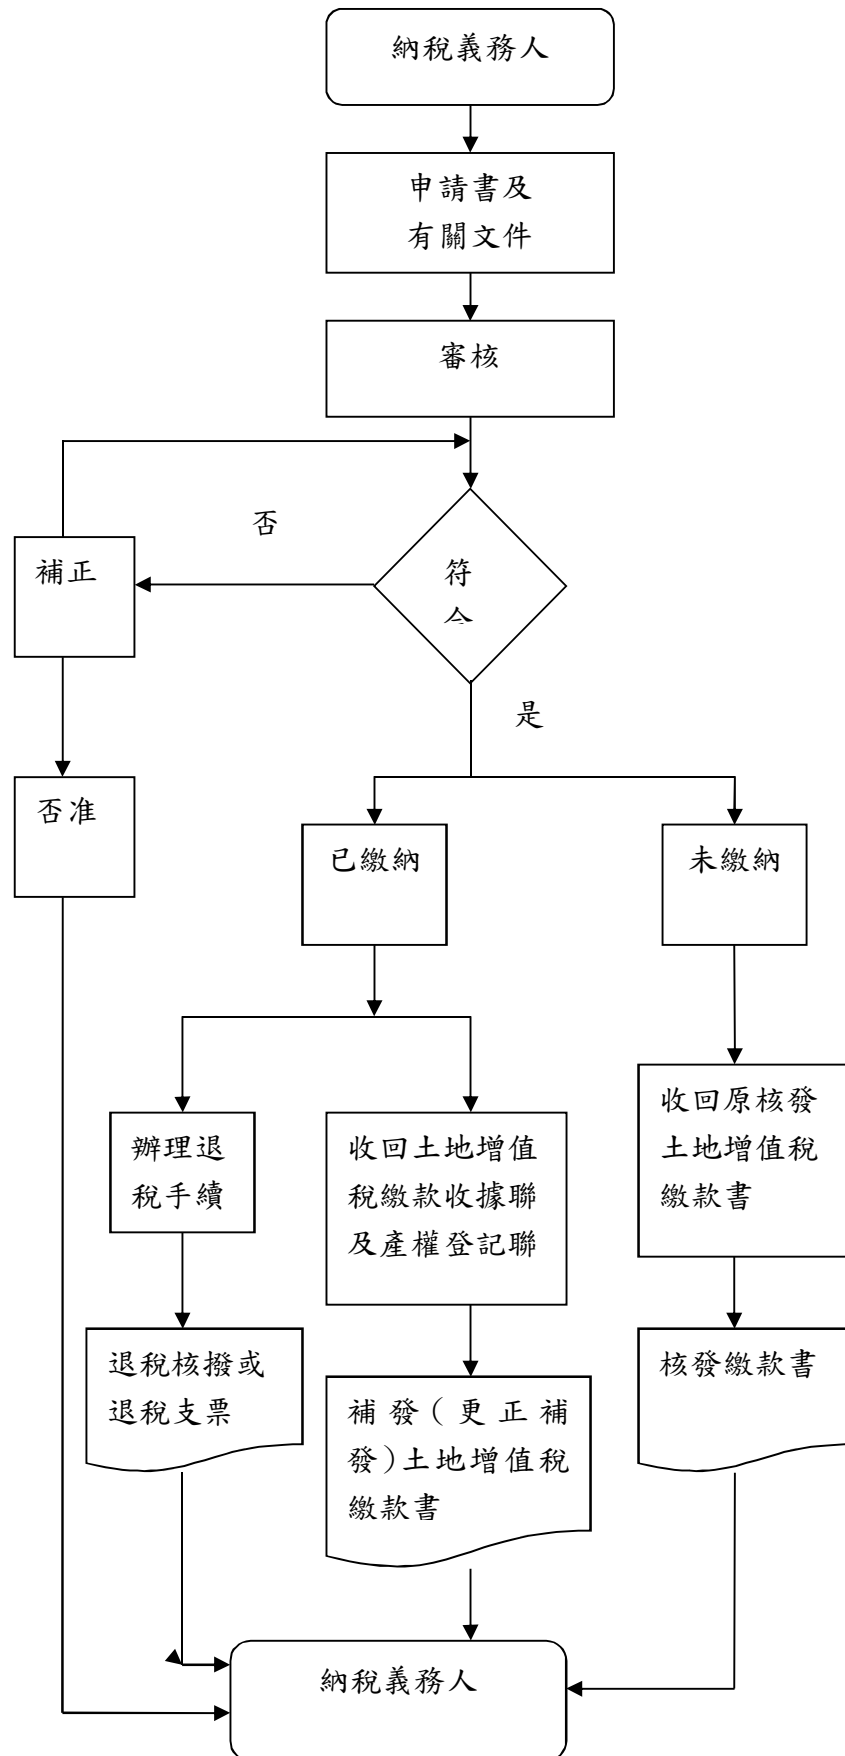 納稅義務人
申請書及
有關文件
審核
否
補正
符
合
是
否准
已繳納
未繳納
辦理退
稅手續
收回土地增值
稅繳款收據聯
及產權登記聯
收回原核發
土地增值稅
繳款書
退稅核撥或
退稅支票
補發（更正補
發)土地增值稅
繳款書
核發繳款書
納稅義務人